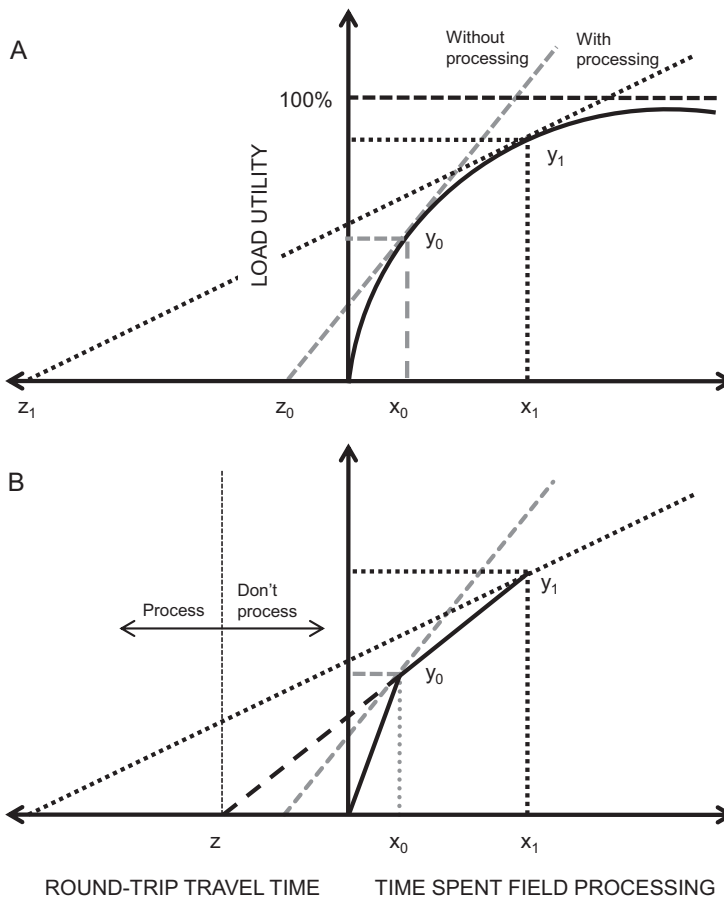 A
Without
processing
With
processing
100%
LOAD UTILITY
y₁
y₀
z₁
z₀
x₀
x₁
B
Process
Don't
process
y₁
y₀
z
x₀
x₁
ROUND-TRIP TRAVEL TIME
TIME SPENT FIELD PROCESSING